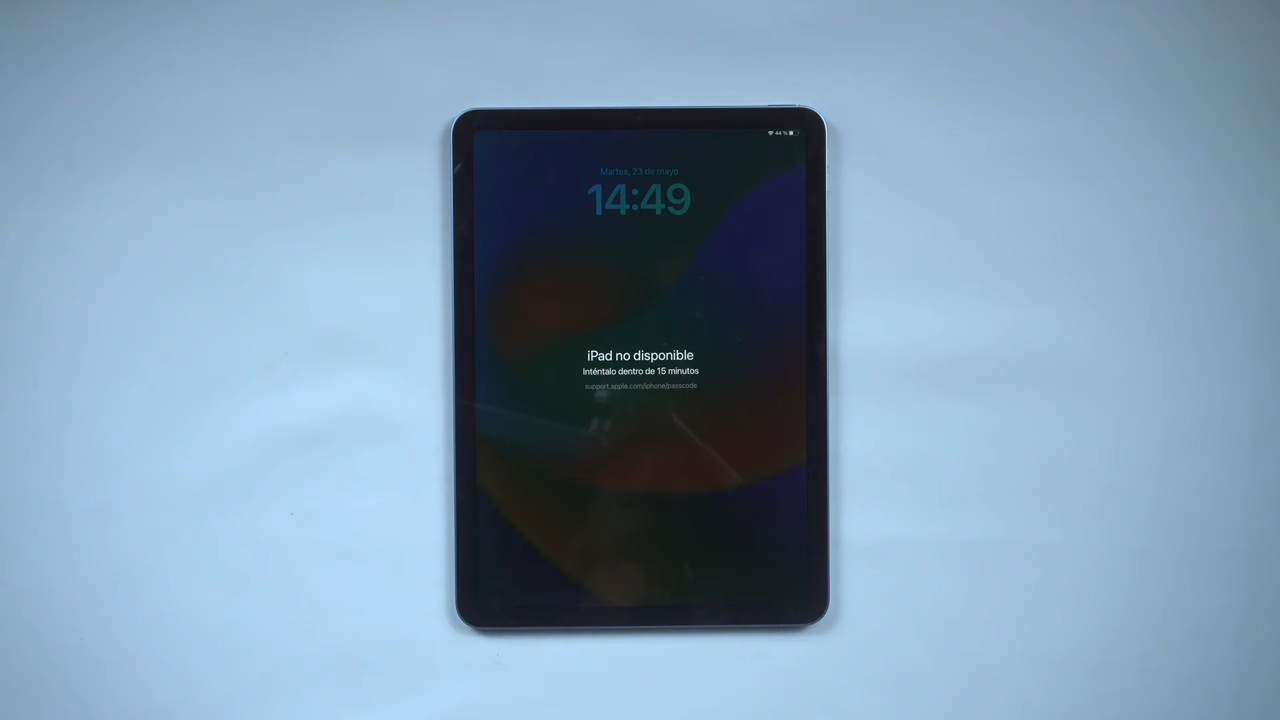 44 %
Martes, 23 de mayo
14:49
iPad no disponible
Inténtalo dentro de 15 minutos
support.apple.com/iphone/passcode